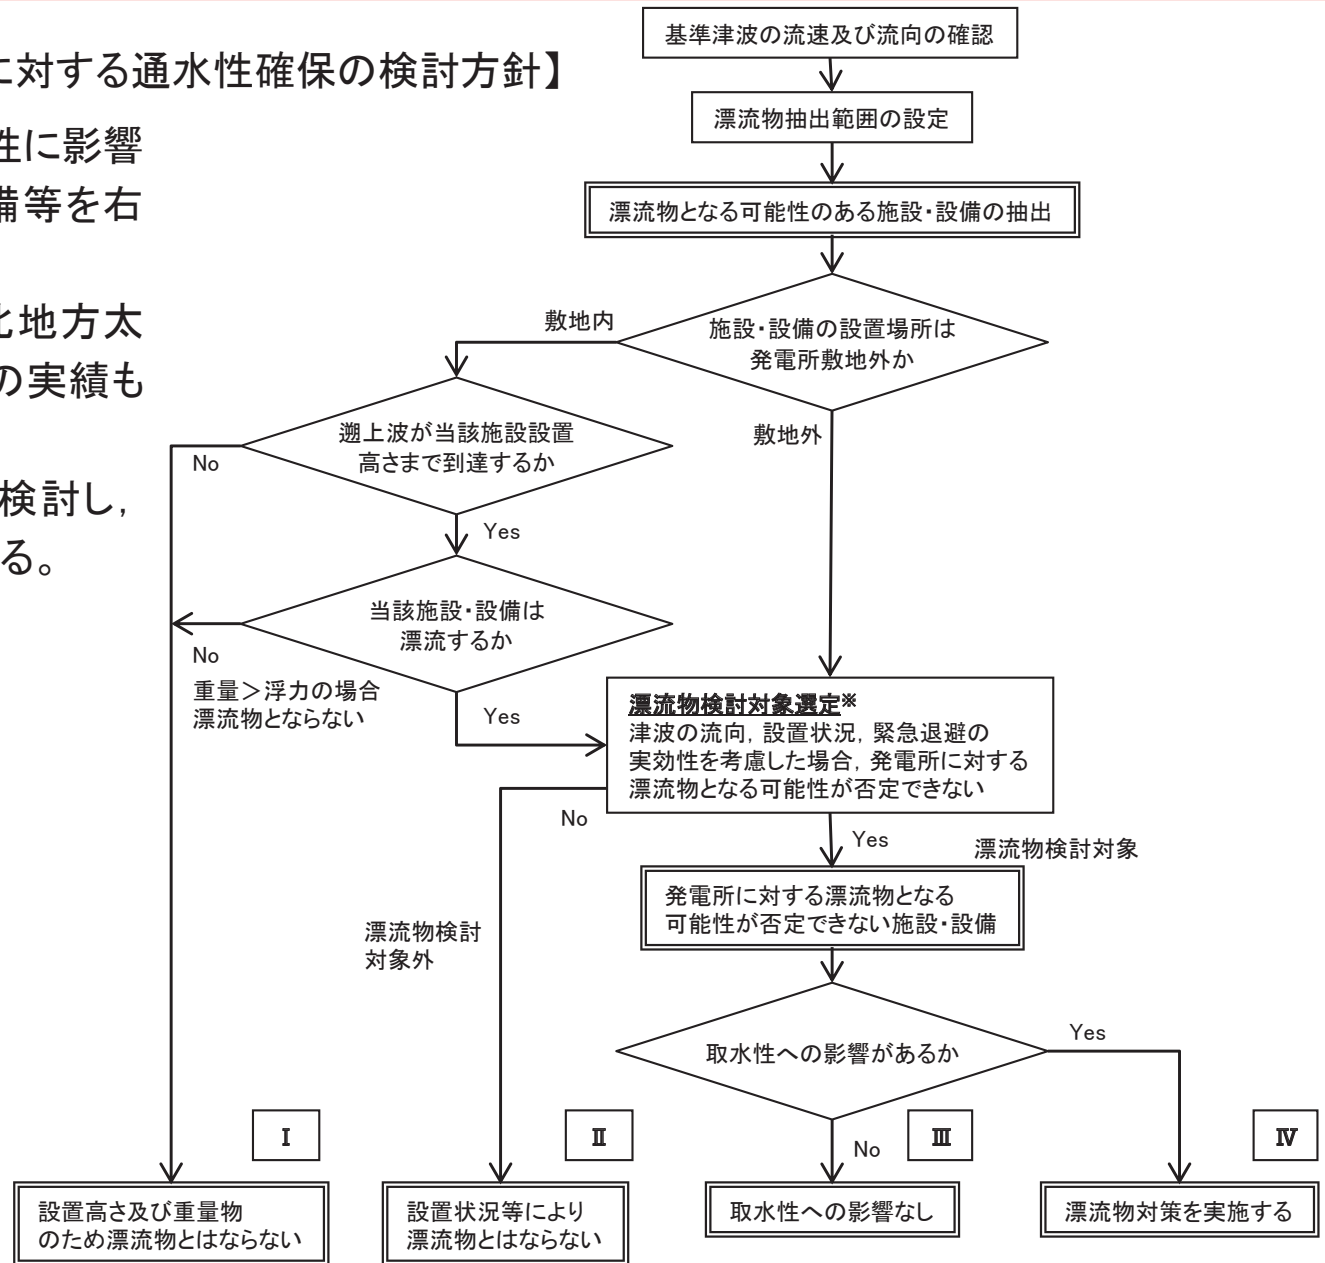 に対する通水性確保の検討方針】
性に影響
備等を右
北地方太
の実績も
検討し,
る。
基準津波の流速及び流向の確認
漂流物抽出範囲の設定
漂流物となる可能性のある施設・設備の抽出
施設・設備の設置場所は
発電所敷地外か
敷地内
敷地外
遡上波が当該施設設置
高さまで到達するか
No
Yes
当該施設・設備は
漂流するか
No
重量＞浮力の場合
漂流物とならない
Yes
漂流物検討対象選定※
津波の流向, 設置状況, 緊急退避の
実効性を考慮した場合, 発電所に対する
漂流物となる可能性が否定できない
No
Yes
漂流物検討対象
漂流物検討
対象外
発電所に対する漂流物となる
可能性が否定できない施設・設備
取水性への影響があるか
Yes
No
Ⅰ
Ⅱ
Ⅲ
Ⅳ
設置高さ及び重量物
のため漂流物とはならない
設置状況等により
漂流物とはならない
取水性への影響なし
漂流物対策を実施する